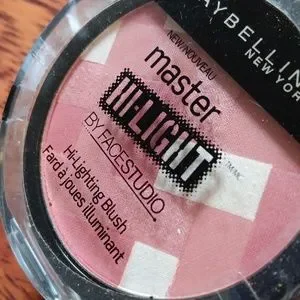 MAYBELLINE
NEW YORK
NEW/NOUVEAU
master
HI-LIGHT
BY FACESTUDIO
Hi-Lighting Blush
Fard à joues illuminant